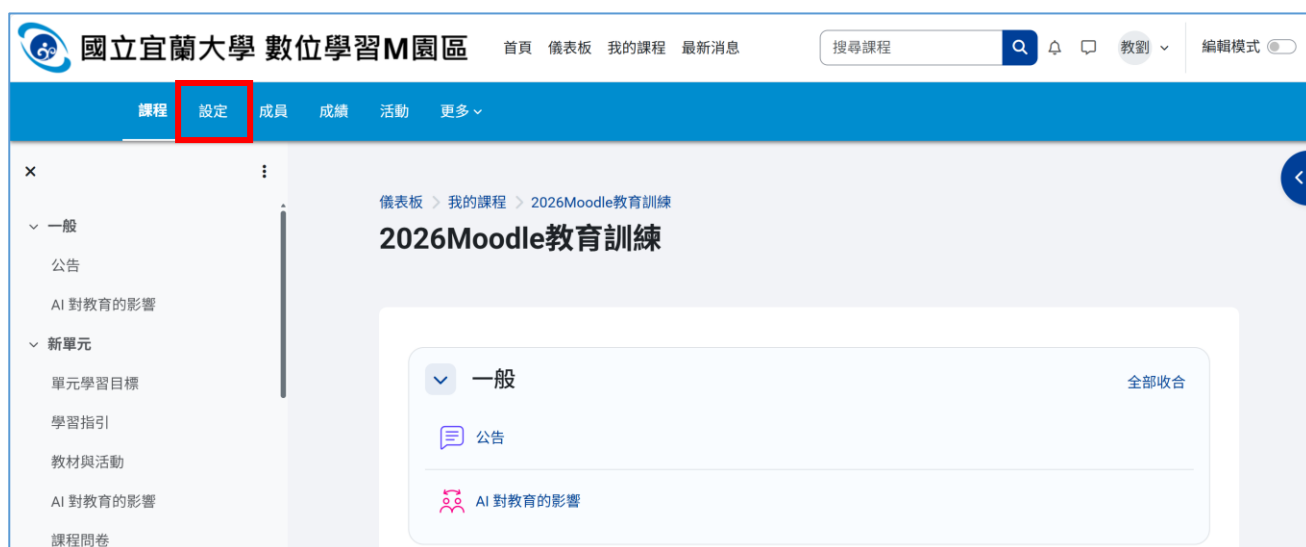 國立宜蘭大學 數位學習M園區 首頁 儀表板 我的課程 最新消息 搜尋課程 教劉 編輯模式
課程 設定 成員 成績 活動 更多
儀表板 > 我的課程 > 2026Moodle教育訓練
2026Moodle教育訓練
一般
公告
AI 對教育的影響
新單元
單元學習目標
學習指引
教材與活動
AI 對教育的影響
課程問卷
一般 全部收合
公告
AI 對教育的影響